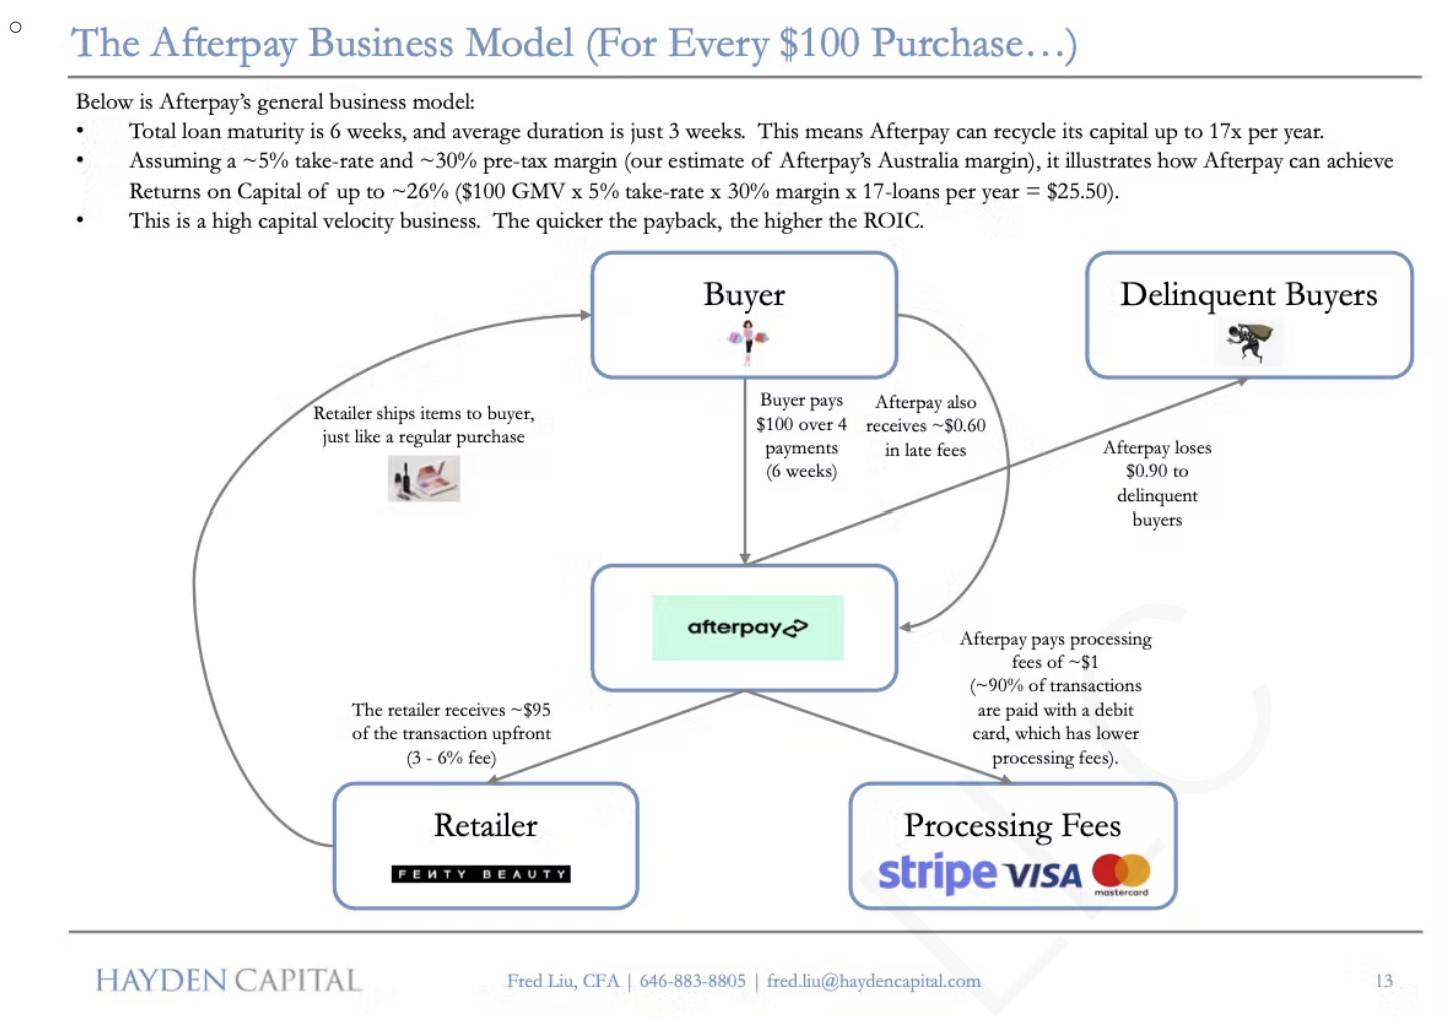 The Afterpay Business Model (For Every $100 Purchase…)
Below is Afterpay's general business model:
• Total loan maturity is 6 weeks, and average duration is just 3 weeks. This means Afterpay can recycle its capital up to 17x per year.
• Assuming a ~5% take-rate and ~30% pre-tax margin (our estimate of Afterpay's Australia margin), it illustrates how Afterpay can achieve
Returns on Capital of up to ~26% ($100 GMV x 5% take-rate x 30% margin x 17-loans per year = $25.50).
• This is a high capital velocity business. The quicker the payback, the higher the ROIC.
Buyer
Delinquent Buyers
Retailer ships items to buyer,
just like a regular purchase
Buyer pays
$100 over 4
payments
(6 weeks)
Afterpay also
receives ~$0.60
in late fees
Afterpay loses
$0.90 to
delinquent
buyers
afterpay
The retailer receives ~$95
of the transaction upfront
(3 - 6% fee)
Afterpay pays processing
fees of ~$1
(~90% of transactions
are paid with a debit
card, which has lower
processing fees).
Retailer
FENTY BEAUTY
Processing Fees
stripe VISA mastercard
LLC
HAYDEN CAPITAL
Fred Liu, CFA | 646-883-8805 | fred.liu@haydencapital.com
13